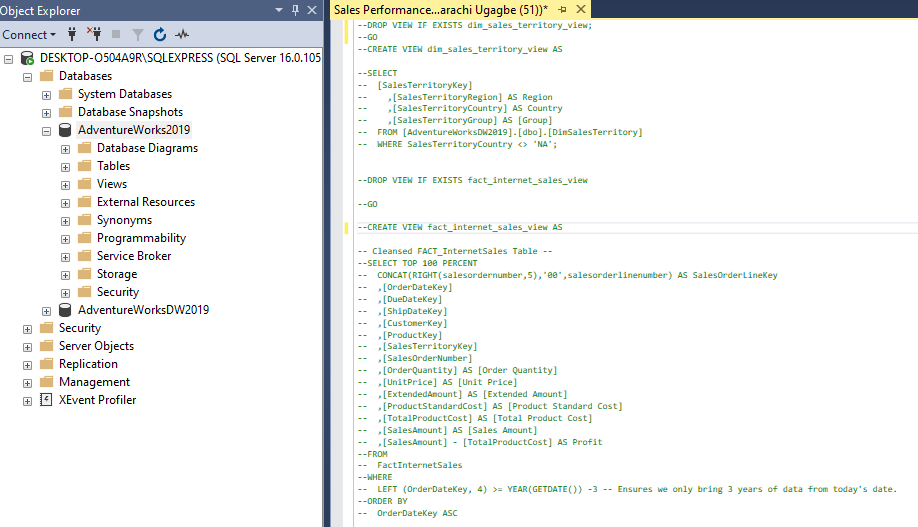 Object Explorer
Connect
DESKTOP-O504A9R\SQLEXPRESS (SQL Server 16.0.105
Databases
System Databases
Database Snapshots
AdventureWorks2019
Database Diagrams
Tables
Views
External Resources
Synonyms
Programmability
Service Broker
Storage
Security
AdventureWorksDW2019
Security
Server Objects
Replication
Management
XEvent Profiler
Sales Performance...arachi Ugagbe (51))*
--DROP VIEW IF EXISTS dim_sales_territory_view;
--GO
--CREATE VIEW dim_sales_territory_view AS
--SELECT
--  [SalesTerritoryKey]
--    ,[SalesTerritoryRegion] AS Region
--    ,[SalesTerritoryCountry] AS Country
--    ,[SalesTerritoryGroup] AS [Group]
--  FROM [AdventureWorksDW2019].[dbo].[DimSalesTerritory]
--  WHERE SalesTerritoryCountry <> 'NA';
--DROP VIEW IF EXISTS fact_internet_sales_view
--GO
--CREATE VIEW fact_internet_sales_view AS
-- Cleansed FACT_InternetSales Table --
--SELECT TOP 100 PERCENT
--  CONCAT(RIGHT(salesordernumber,5),'00',salesorderlinenumber) AS SalesOrderLineKey
--  ,[OrderDateKey]
--  ,[DueDateKey]
--  ,[ShipDateKey]
--  ,[CustomerKey]
--  ,[ProductKey]
--  ,[SalesTerritoryKey]
--  ,[SalesOrderNumber]
--  ,[OrderQuantity] AS [Order Quantity]
--  ,[UnitPrice] AS [Unit Price]
--  ,[ExtendedAmount] AS [Extended Amount]
--  ,[ProductStandardCost] AS [Product Standard Cost]
--  ,[TotalProductCost] AS [Total Product Cost]
--  ,[SalesAmount] AS [Sales Amount]
--  ,[SalesAmount] - [TotalProductCost] AS Profit
--FROM
--  FactInternetSales
--WHERE
--  LEFT (OrderDateKey, 4) >= YEAR(GETDATE()) -3 -- Ensures we only bring 3 years of data from today's date.
--ORDER BY
--  OrderDateKey ASC